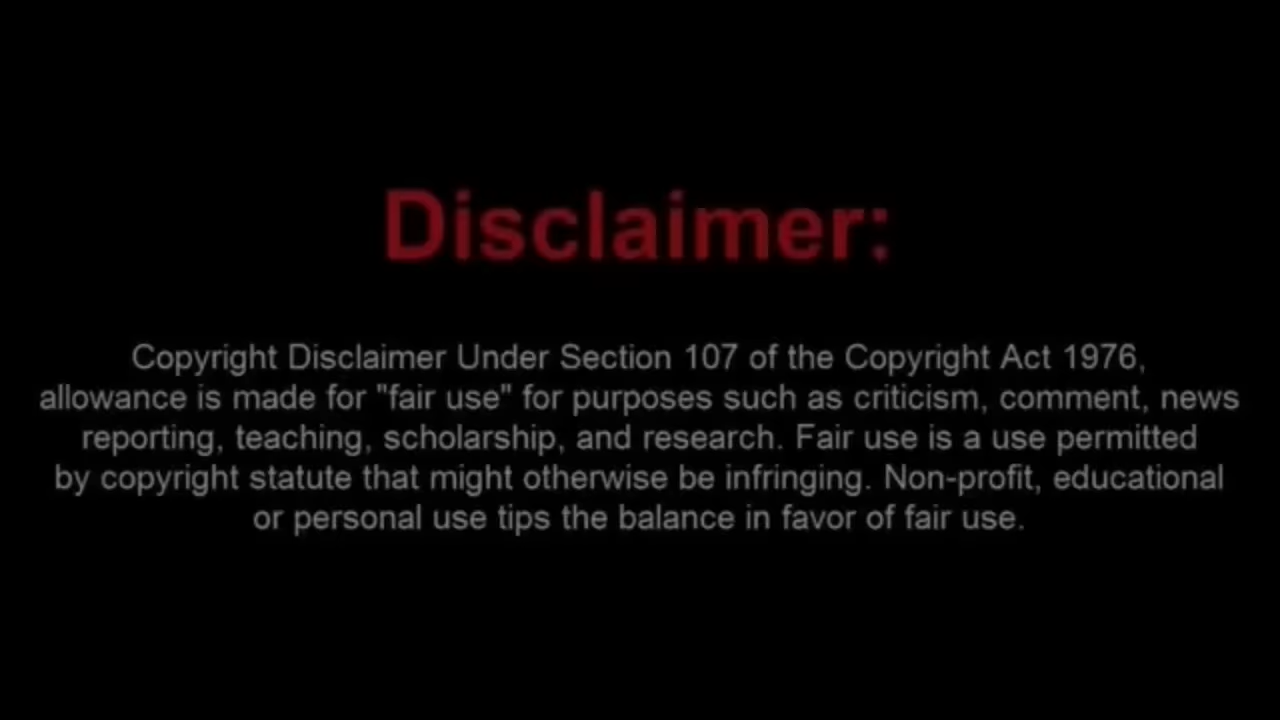 Disclaimer:
Copyright Disclaimer Under Section 107 of the Copyright Act 1976,
allowance is made for "fair use" for purposes such as criticism, comment, news
reporting, teaching, scholarship, and research. Fair use is a use permitted
by copyright statute that might otherwise be infringing. Non-profit, educational
or personal use tips the balance in favor of fair use.